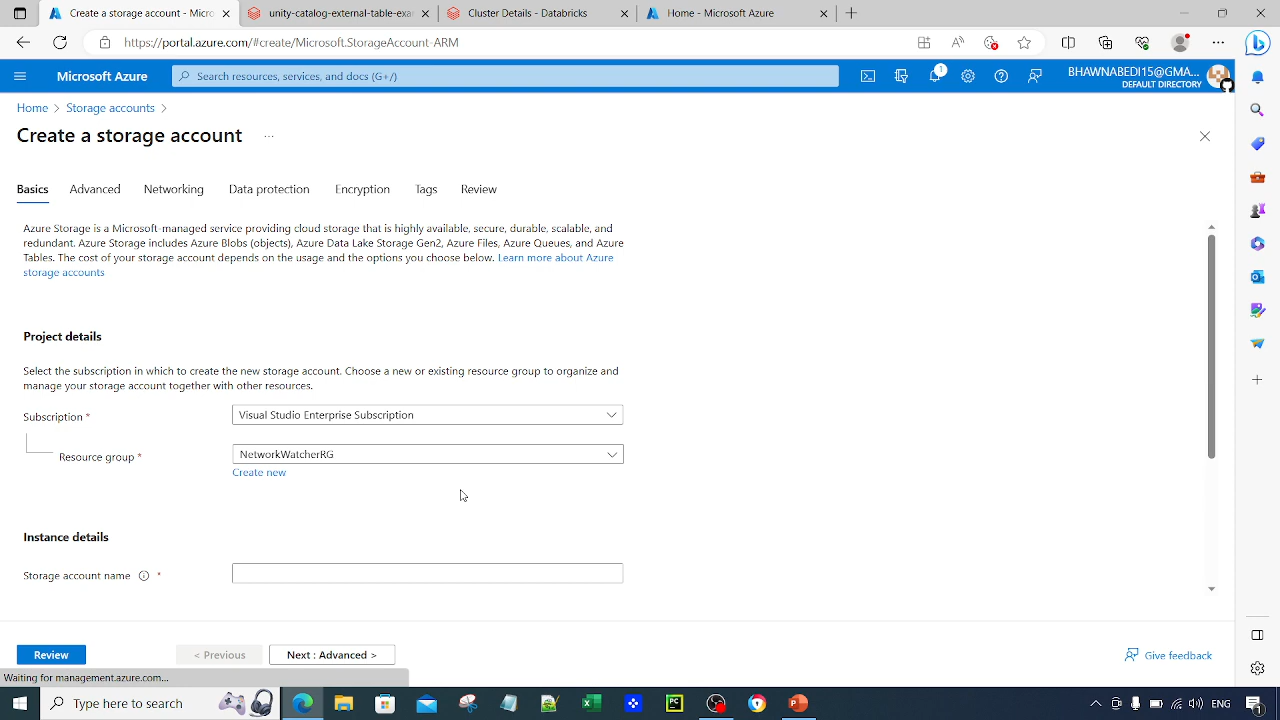 Create a storage account - Micro
unity-catalog-external-table-exar
Cluster Details - Databricks
Home - Microsoft Azure
https://portal.azure.com/#create/Microsoft.StorageAccount-ARM
Microsoft Azure
Search resources, services, and docs (G+/)
1
BHAWNABEDI15@GMA...
DEFAULT DIRECTORY
Home > Storage accounts >
Create a storage account ...
Basics Advanced Networking Data protection Encryption Tags Review
Azure Storage is a Microsoft-managed service providing cloud storage that is highly available, secure, durable, scalable, and
redundant. Azure Storage includes Azure Blobs (objects), Azure Data Lake Storage Gen2, Azure Files, Azure Queues, and Azure
Tables. The cost of your storage account depends on the usage and the options you choose below. Learn more about Azure
storage accounts
Project details
Select the subscription in which to create the new storage account. Choose a new or existing resource group to organize and
manage your storage account together with other resources.
Subscription *
Visual Studio Enterprise Subscription
Resource group *
NetworkWatcherRG
Create new
Instance details
Storage account name *
Review
< Previous
Next : Advanced >
Give feedback
Waiting for management.azure.com...
Type here to search
PC
ENG